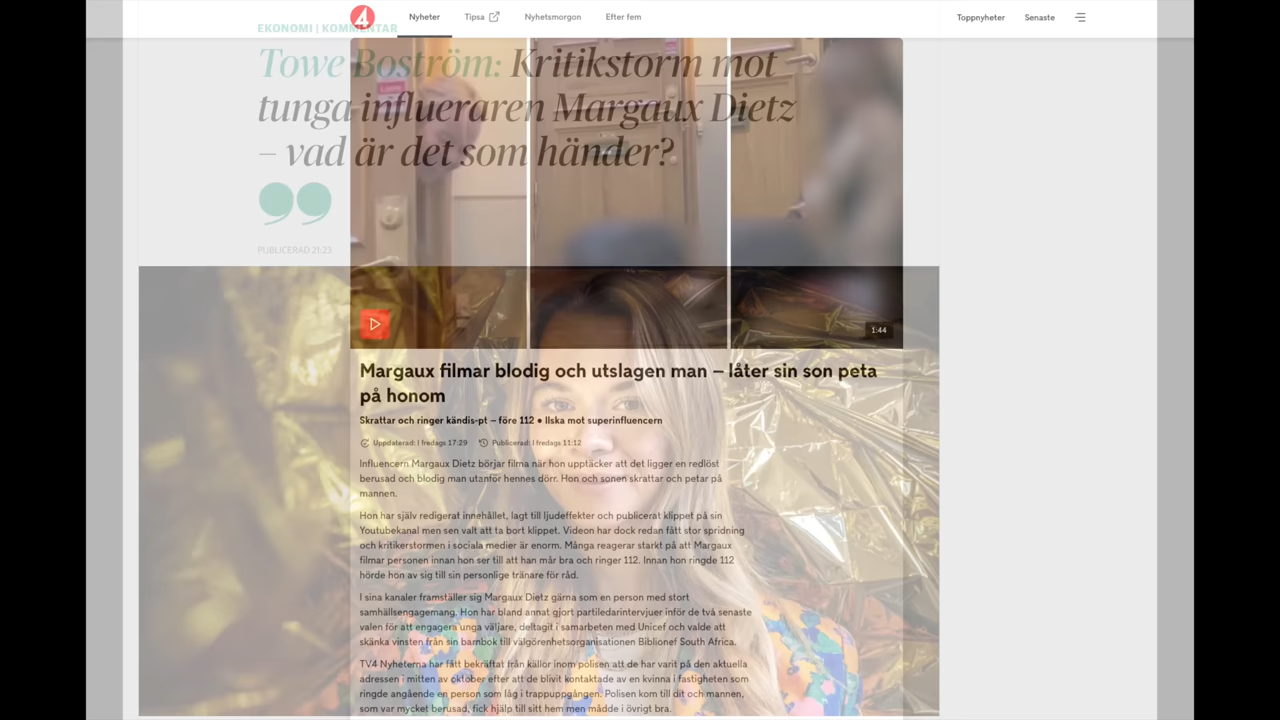 4
Nyheter
Tipsa
Nyhetsmorgon
Efter fem
Toppnyheter
Senaste
EKONOMI | KOMMENTAR
Towe Boström: Kritikstorm mot
tunga influeraren Margaux Dietz
– vad är det som händer?
PUBLICERAD 21:23
1:44
Margaux filmar blodig och utslagen man – låter sin son peta
på honom
Skrattar och ringer kändis-pt – före 112 • Ilska mot superinfluencern
Uppdaterad: I fredags 17:29 Publicerad: I fredags 11:12
Influencern Margaux Dietz börjar filma när hon upptäcker att det ligger en redlöst
berusad och blodig man utanför hennes dörr. Hon och sonen skrattar och petar på
mannen.
Hon har själv redigerat innehållet, lagt till ljudeffekter och publicerat klippet på sin
Youtubekanal men sen valt att ta bort klippet. Videon har dock redan fått stor spridning
och kritikerstormen i sociala medier är enorm. Många reagerar starkt på att Margaux
filmar personen innan hon ser till att han mår bra och ringer 112. Innan hon ringde 112
hörde hon av sig till sin personlige tränare för råd.
I sina kanaler framställer sig Margaux Dietz gärna som en person med stort
samhällsengagemang. Hon har bland annat gjort partiledarintervjuer inför de två senaste
valen för att engagera unga väljare, deltagit i samarbeten med Unicef och valde att
skänka vinsten från sin barnbok till välgörenhetsorganisationen Biblionef South Africa.
TV4 Nyheterna har fått bekräftat från källor inom polisen att de har varit på den aktuella
adressen i mitten av oktober efter att de blivit kontaktade av en kvinna i fastigheten som
ringde angående en person som låg i trappuppgången. Polisen kom till dit och mannen,
som var mycket berusad, fick hjälp till sitt hem men mådde i övrigt bra.